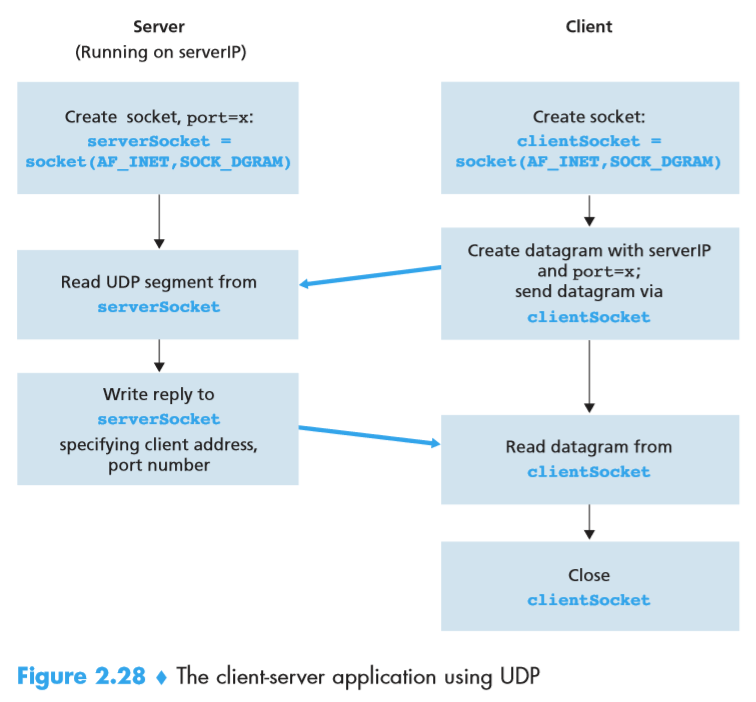 Server
(Running on serverIP)
Create socket, port=x:
serverSocket =
socket(AF_INET,SOCK_DGRAM)
Read UDP segment from
serverSocket
Write reply to
serverSocket
specifying client address,
port number
Client
Create socket:
clientSocket =
socket(AF_INET,SOCK_DGRAM)
Create datagram with serverIP
and port=x;
send datagram via
clientSocket
Read datagram from
clientSocket
Close
clientSocket
Figure 2.28 ♦ The client-server application using UDP